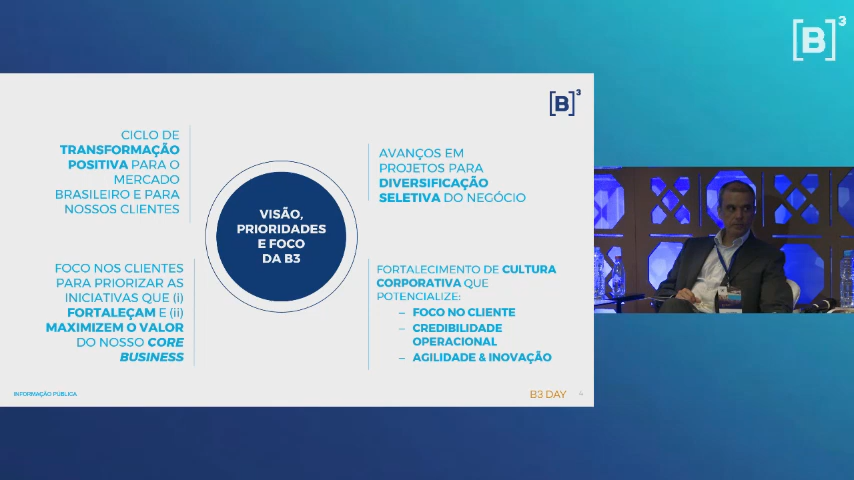 [B]³
[B]³
CICLO DE
TRANSFORMAÇÃO
POSITIVA PARA O
MERCADO
BRASILEIRO E PARA
NOSSOS CLIENTES
AVANÇOS EM
PROJETOS PARA
DIVERSIFICAÇÃO
SELETIVA DO NEGÓCIO
VISÃO,
PRIORIDADES
E FOCO
DA B3
FOCO NOS CLIENTES
PARA PRIORIZAR AS
INICIATIVAS QUE (i)
FORTALEÇAM E (ii)
MAXIMIZEM O VALOR
DO NOSSO CORE
BUSINESS
FORTALECIMENTO DE CULTURA
CORPORATIVA QUE
POTENCIALIZE:
– FOCO NO CLIENTE
– CREDIBILIDADE
OPERACIONAL
– AGILIDADE & INOVAÇÃO
INFORMAÇÃO PÚBLICA
B3 DAY